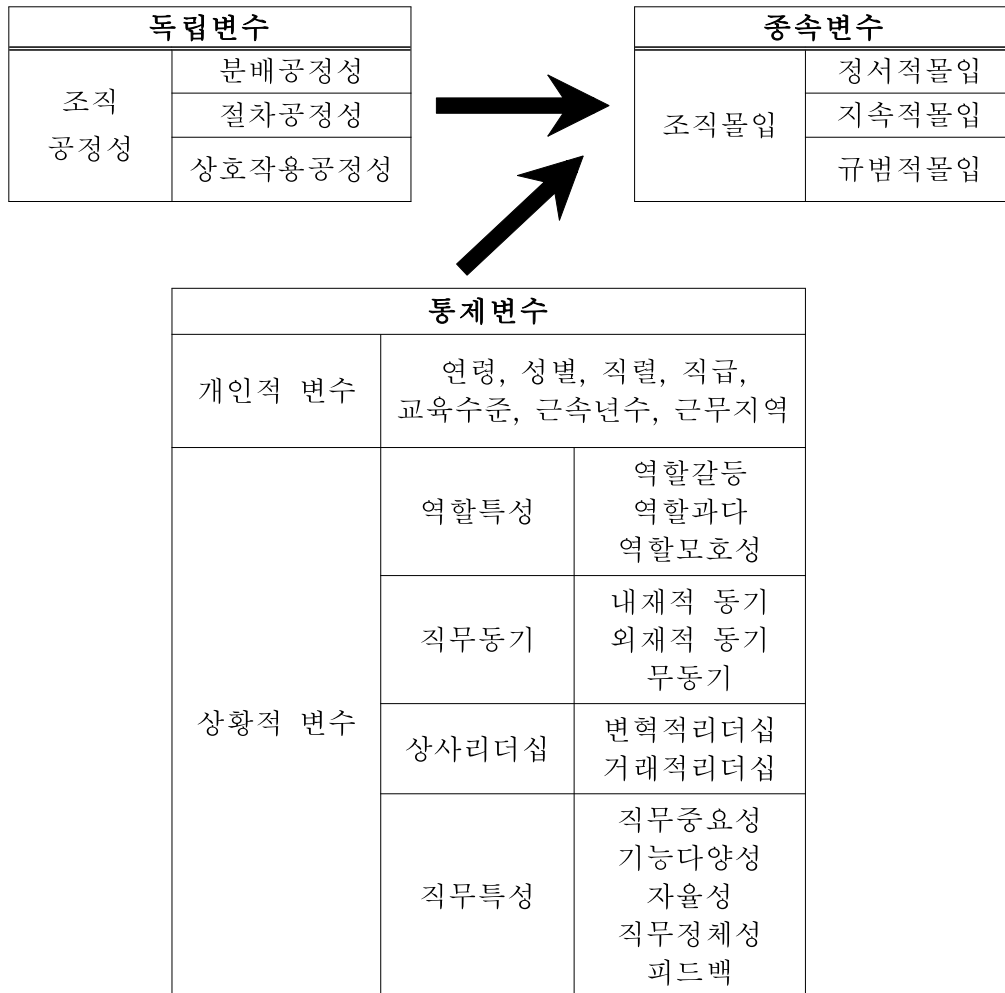 독립변수
조직
공정성
분배공정성
절차공정성
상호작용공정성
종속변수
조직몰입
정서적몰입
지속적몰입
규범적몰입
통제변수
개인적 변수
연령, 성별, 직렬, 직급,
교육수준, 근속년수, 근무지역
상황적 변수
역할특성
역할갈등
역할과다
역할모호성
직무동기
내재적 동기
외재적 동기
무동기
상사리더십
변혁적리더십
거래적리더십
직무특성
직무중요성
기능다양성
자율성
직무정체성
피드백